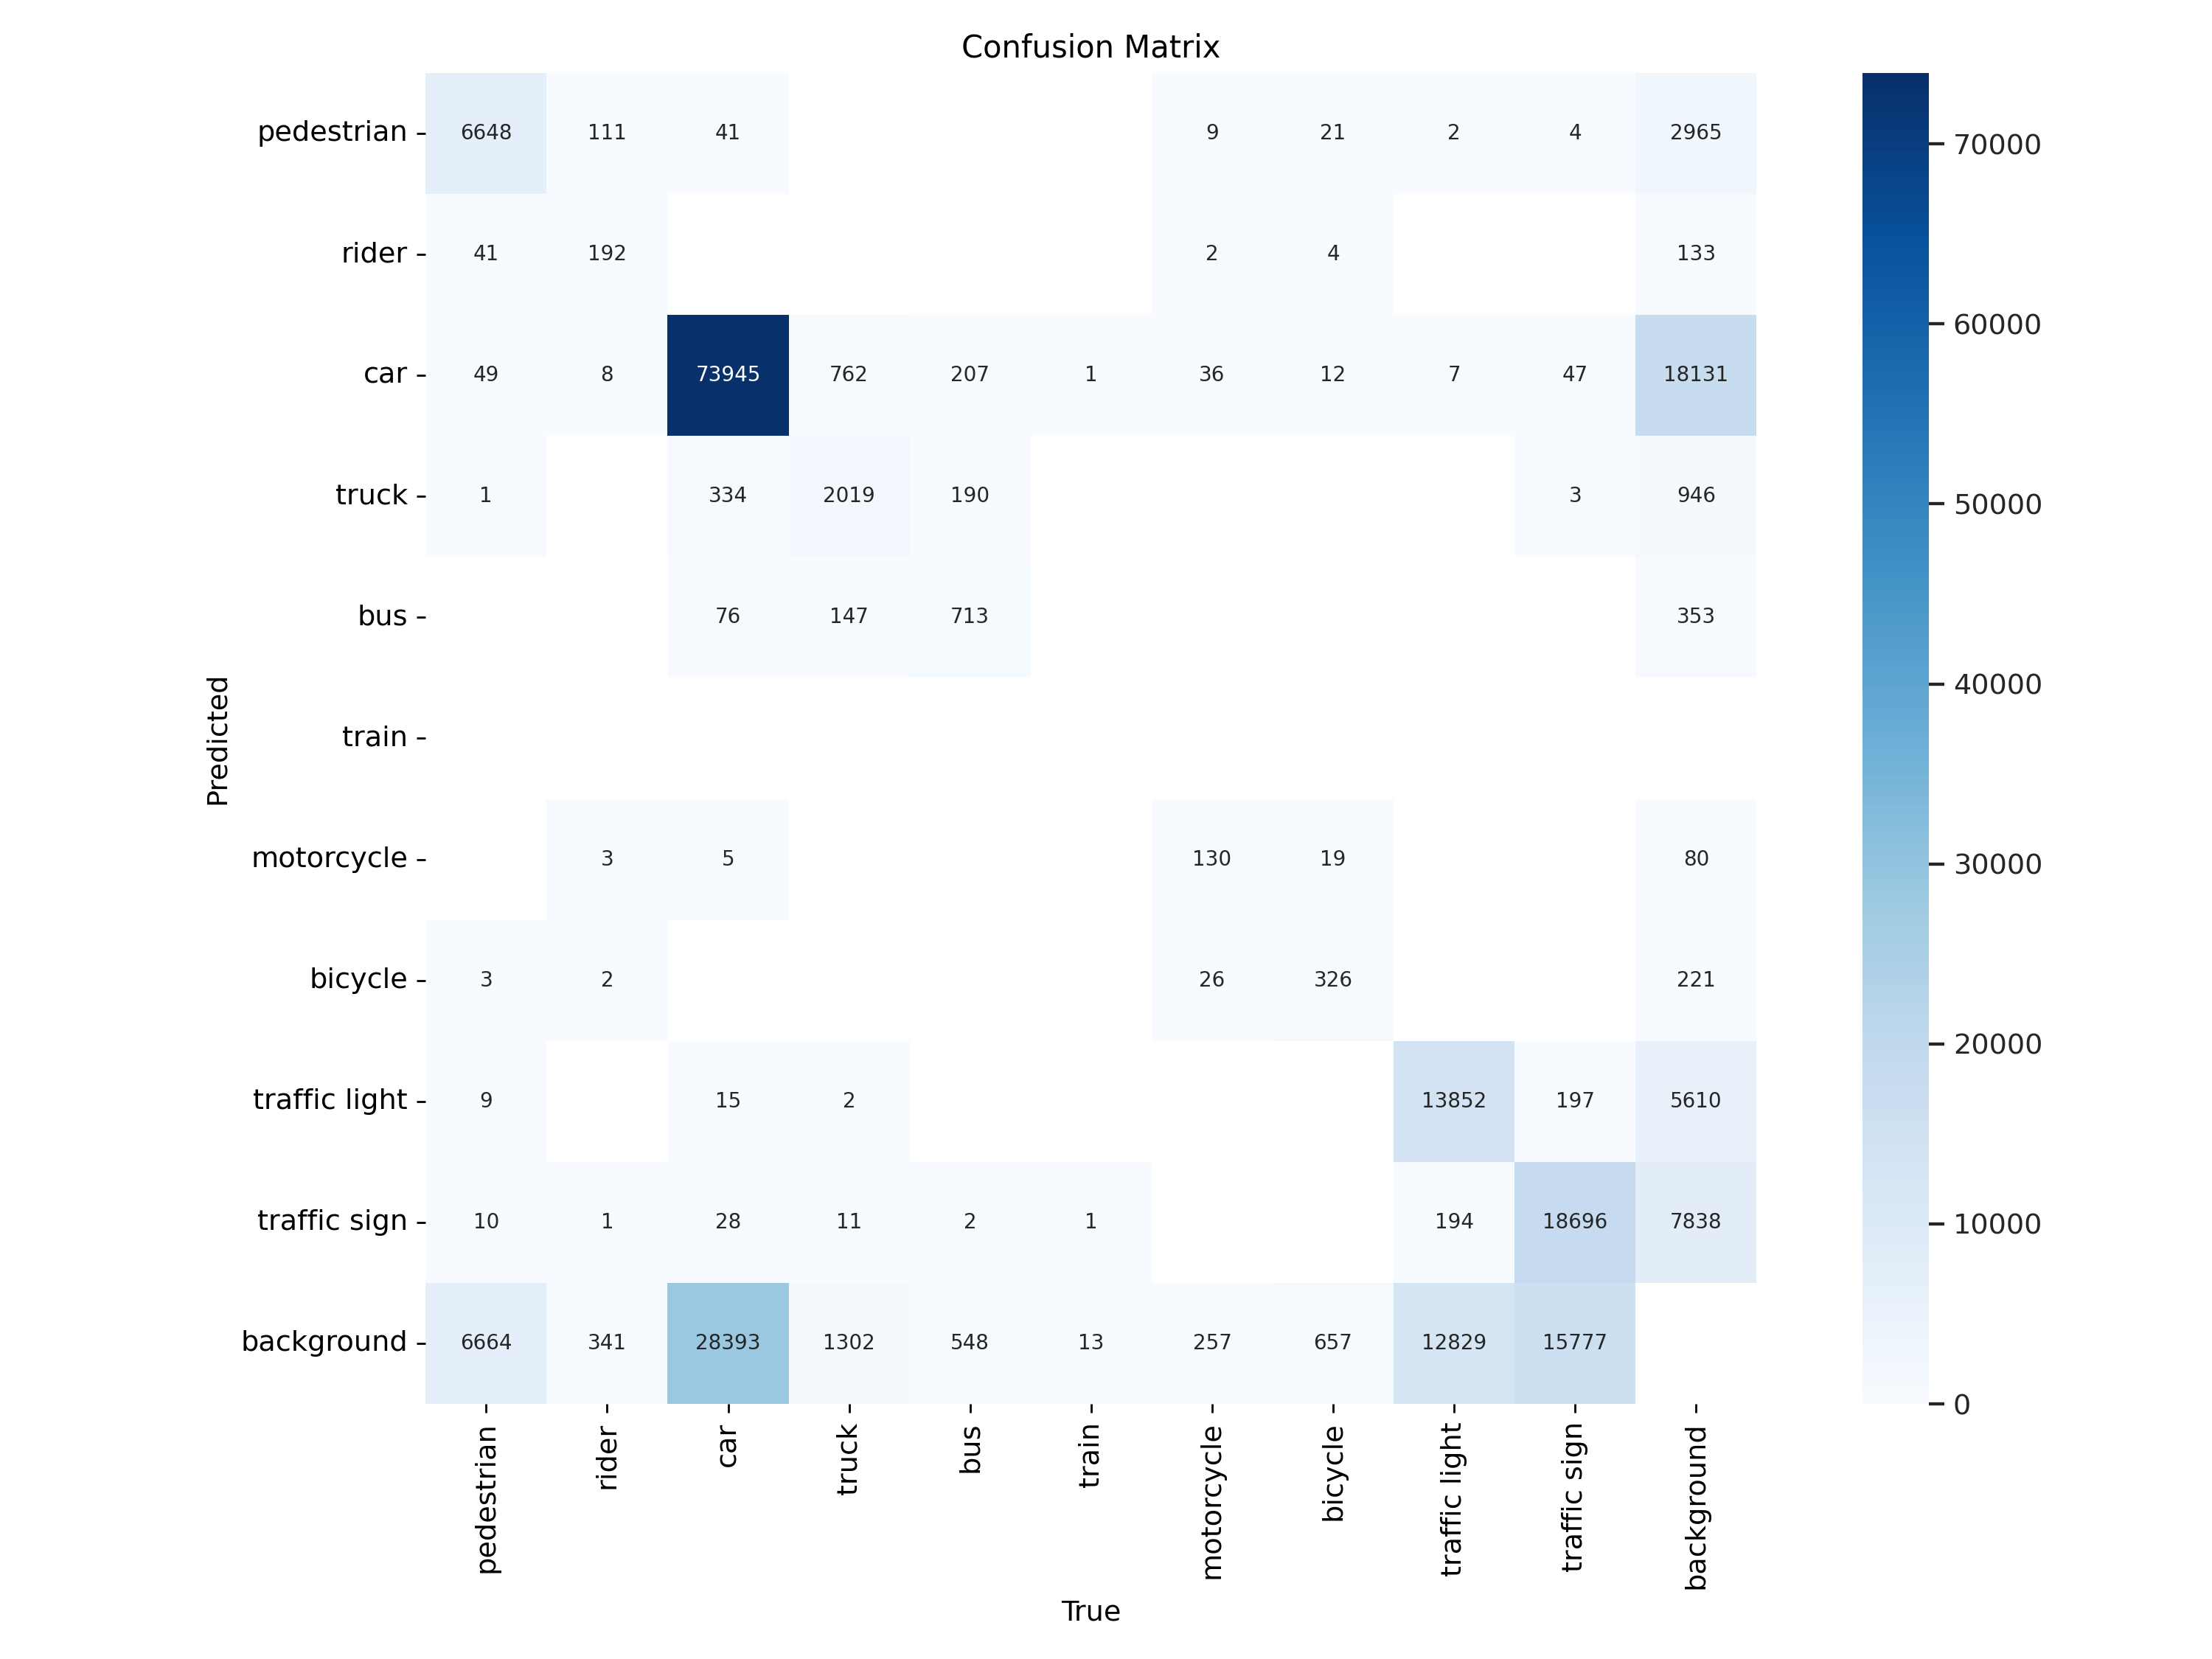 Confusion Matrix
pedestrian 6648 111 41 9 21 2 4 2965
rider 41 192 2 4 133
car 49 8 73945 762 207 1 36 12 7 47 18131
truck 1 334 2019 190 3 946
bus 76 147 713 353
train
motorcycle 3 5 130 19 80
bicycle 3 2 26 326 221
traffic light 9 15 2 13852 197 5610
traffic sign 10 1 28 11 2 1 194 18696 7838
background 6664 341 28393 1302 548 13 257 657 12829 15777
pedestrian rider car truck bus train motorcycle bicycle traffic light traffic sign background
True
Predicted
70000
60000
50000
40000
30000
20000
10000
0